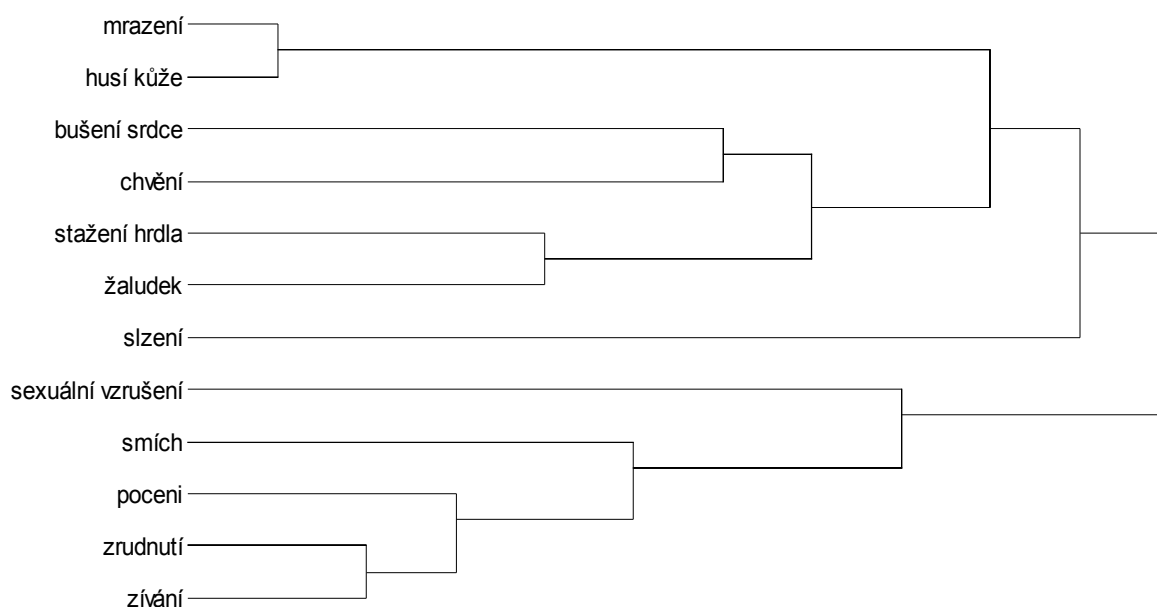 mrazení
husí kůže
bušení srdce
chvění
stažení hrdla
žaludek
slzení
sexuální vzrušení
smích
poceni
zrudnutí
zívání